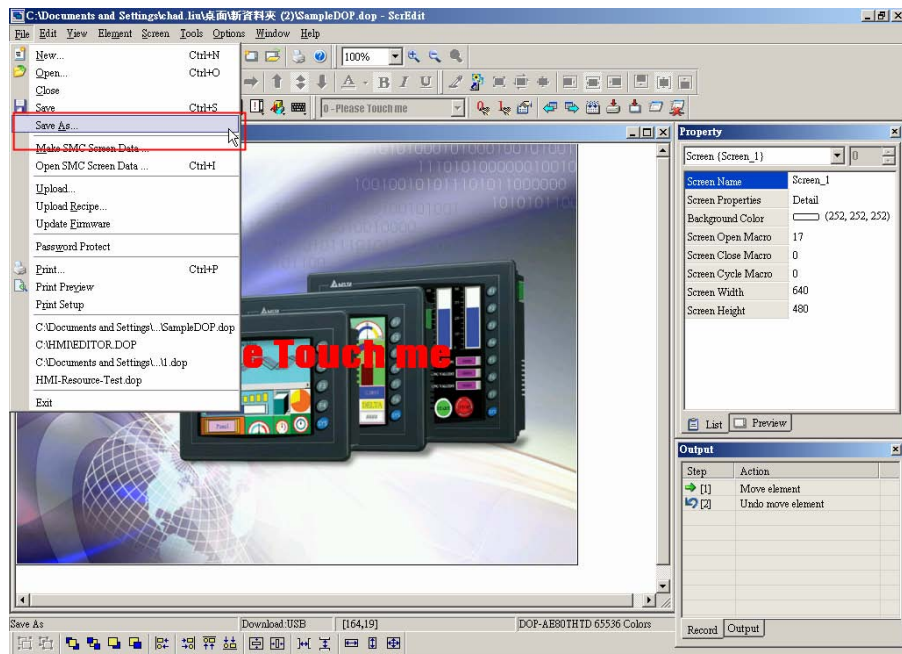 C:\Documents and Settings\chad.liu\桌面\新資料夾 (2)\SampleDOP.dop - ScrEdit
File Edit View Element Screen Tools Options Window Help
New... Ctrl+N
Open... Ctrl+O
Close
Save Ctrl+S
Save As...
Make SMC Screen Data ...
Open SMC Screen Data ... Ctrl+I
Upload...
Upload Recipe...
Update Firmware
Password Protect
Print... Ctrl+P
Print Preview
Print Setup
C:\Documents and Settings\...\SampleDOP.dop
C:\HMI\EDITOR.DOP
C:\Documents and Settings\...\1.dop
HMI-Resource-Test.dop
Exit
100%
A B I U
0 - Please Touch me
e Touch me
DELTA
DELTA
Property
Screen {Screen_1} 0
Screen Name Screen_1
Screen Properties Detail
Background Color (252, 252, 252)
Screen Open Macro 17
Screen Close Macro 0
Screen Cycle Macro 0
Screen Width 640
Screen Height 480
List Preview
Output
Step Action
[1] Move element
[2] Undo move element
Record Output
Save As Download:USB [164,19] DOP-AE80THTD 65536 Colors